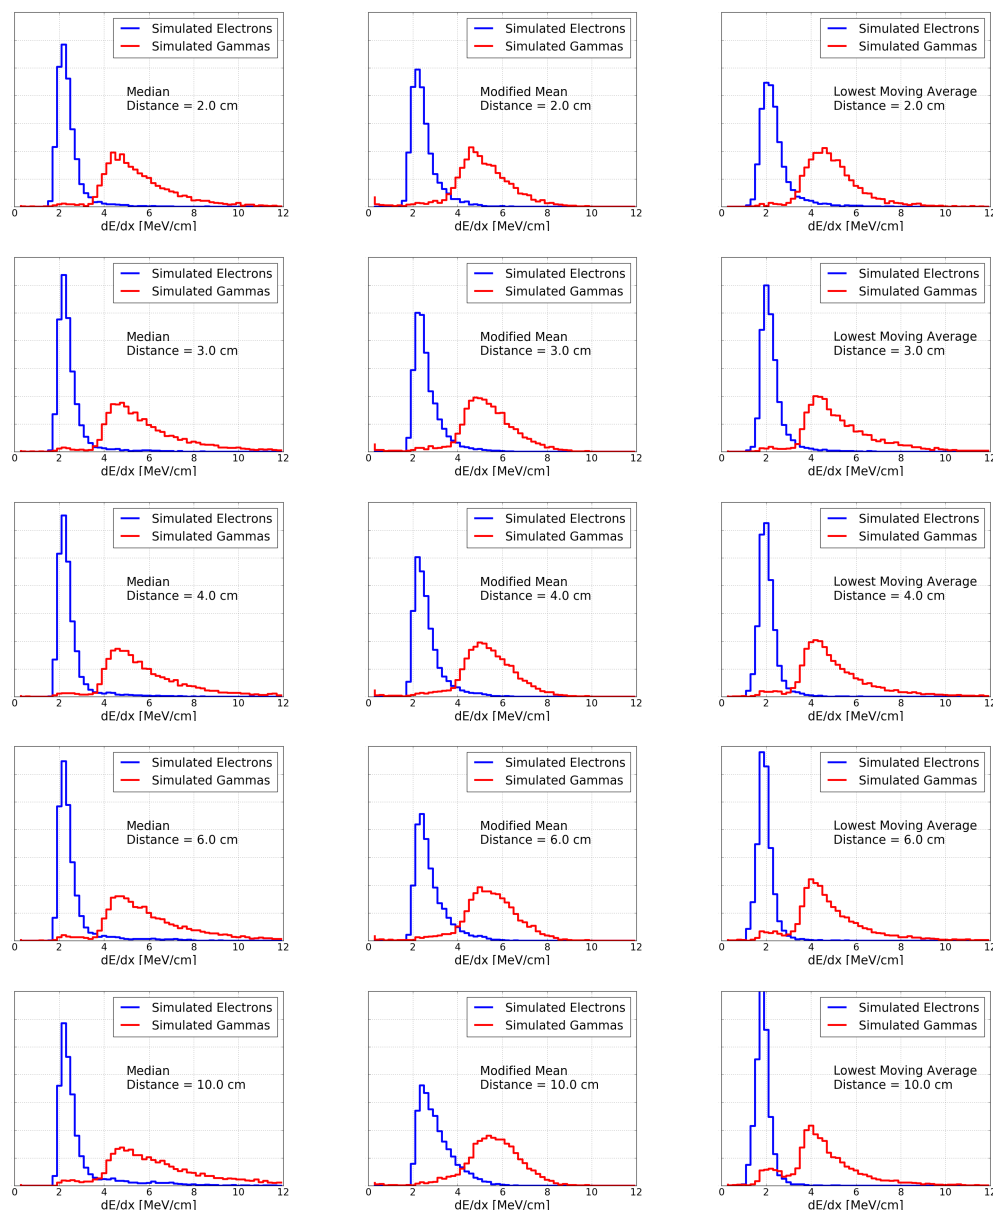 Simulated Electrons
Simulated Gammas
Median
Distance = 2.0 cm
0 2 4 6 8 10 12
dE/dx [MeV/cm]
Simulated Electrons
Simulated Gammas
Modified Mean
Distance = 2.0 cm
0 2 4 6 8 10 12
dE/dx [MeV/cm]
Simulated Electrons
Simulated Gammas
Lowest Moving Average
Distance = 2.0 cm
0 2 4 6 8 10 12
dE/dx [MeV/cm]
Simulated Electrons
Simulated Gammas
Median
Distance = 3.0 cm
0 2 4 6 8 10 12
dE/dx [MeV/cm]
Simulated Electrons
Simulated Gammas
Modified Mean
Distance = 3.0 cm
0 2 4 6 8 10 12
dE/dx [MeV/cm]
Simulated Electrons
Simulated Gammas
Lowest Moving Average
Distance = 3.0 cm
0 2 4 6 8 10 12
dE/dx [MeV/cm]
Simulated Electrons
Simulated Gammas
Median
Distance = 4.0 cm
0 2 4 6 8 10 12
dE/dx [MeV/cm]
Simulated Electrons
Simulated Gammas
Modified Mean
Distance = 4.0 cm
0 2 4 6 8 10 12
dE/dx [MeV/cm]
Simulated Electrons
Simulated Gammas
Lowest Moving Average
Distance = 4.0 cm
0 2 4 6 8 10 12
dE/dx [MeV/cm]
Simulated Electrons
Simulated Gammas
Median
Distance = 6.0 cm
0 2 4 6 8 10 12
dE/dx [MeV/cm]
Simulated Electrons
Simulated Gammas
Modified Mean
Distance = 6.0 cm
0 2 4 6 8 10 12
dE/dx [MeV/cm]
Simulated Electrons
Simulated Gammas
Lowest Moving Average
Distance = 6.0 cm
0 2 4 6 8 10 12
dE/dx [MeV/cm]
Simulated Electrons
Simulated Gammas
Median
Distance = 10.0 cm
0 2 4 6 8 10 12
dE/dx [MeV/cm]
Simulated Electrons
Simulated Gammas
Modified Mean
Distance = 10.0 cm
0 2 4 6 8 10 12
dE/dx [MeV/cm]
Simulated Electrons
Simulated Gammas
Lowest Moving Average
Distance = 10.0 cm
0 2 4 6 8 10 12
dE/dx [MeV/cm]